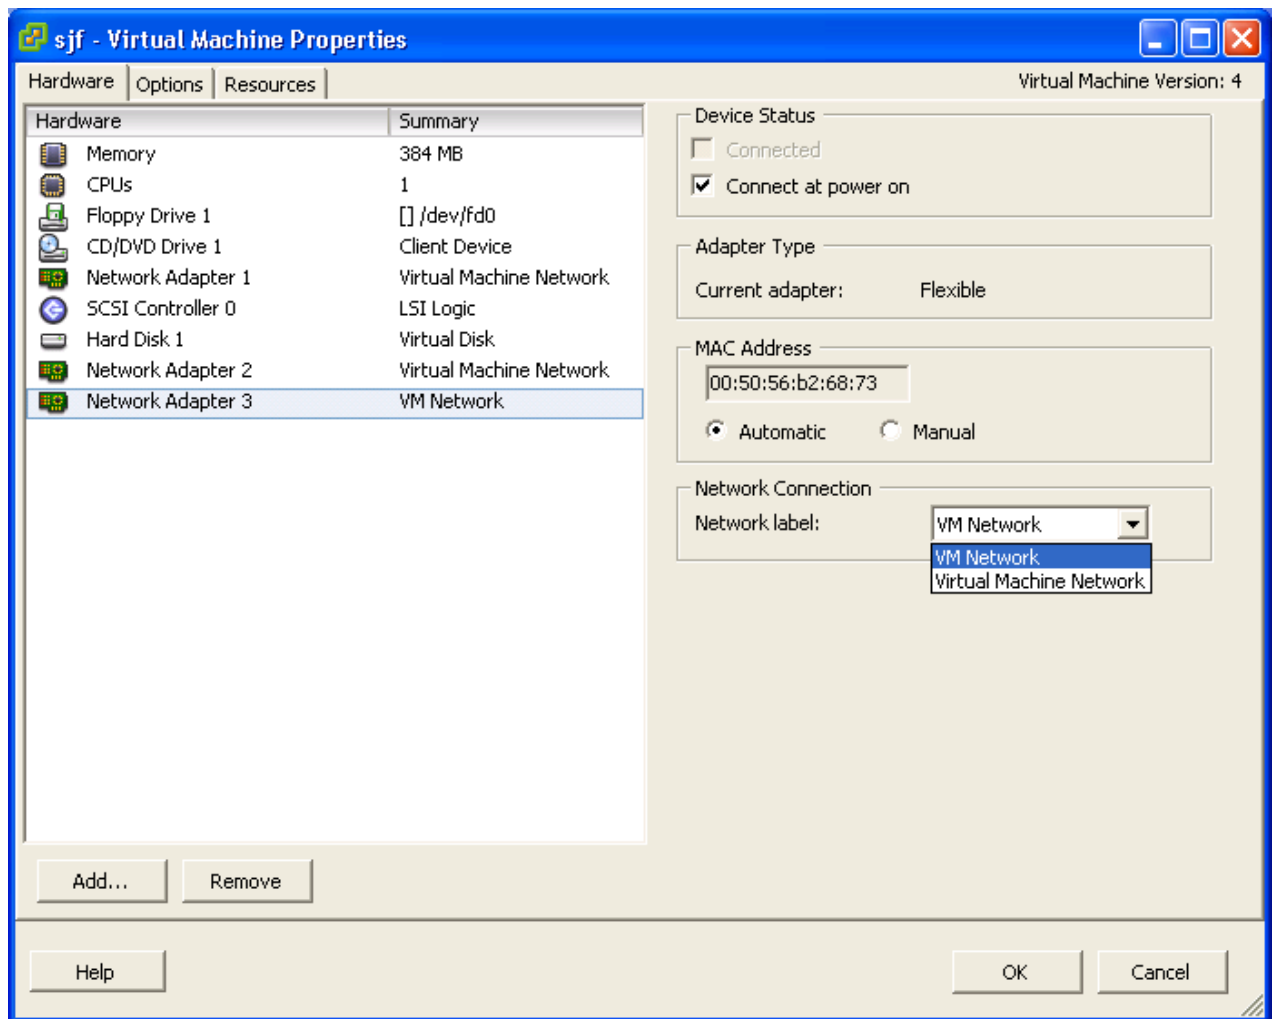 sjf - Virtual Machine Properties
Hardware Options Resources Virtual Machine Version: 4
Hardware Summary
Memory 384 MB
CPUs 1
Floppy Drive 1 [] /dev/fd0
CD/DVD Drive 1 Client Device
Network Adapter 1 Virtual Machine Network
SCSI Controller 0 LSI Logic
Hard Disk 1 Virtual Disk
Network Adapter 2 Virtual Machine Network
Network Adapter 3 VM Network
Device Status
Connected
Connect at power on
Adapter Type
Current adapter: Flexible
MAC Address
00:50:56:b2:68:73
Automatic Manual
Network Connection
Network label: VM Network
VM Network
Virtual Machine Network
Add... Remove
Help OK Cancel